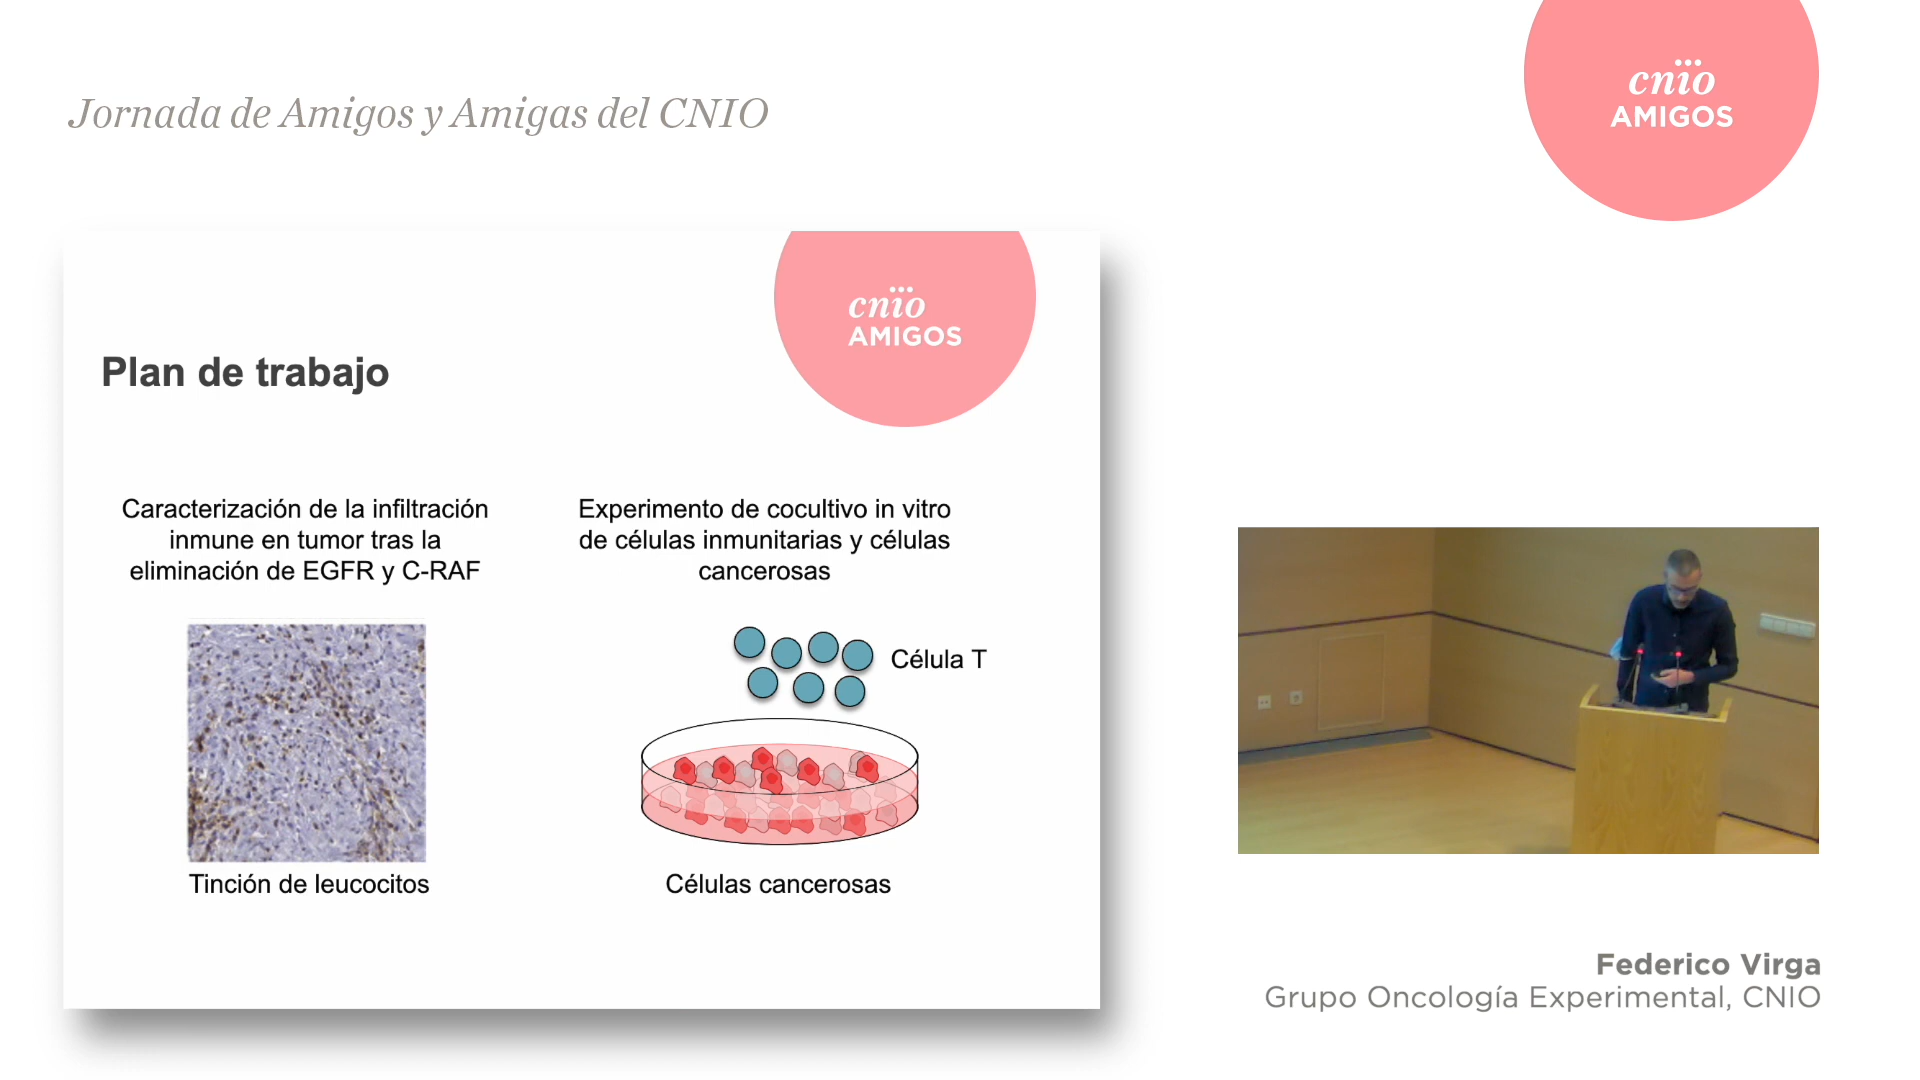 Jornada de Amigos y Amigas del CNIO
cnio
AMIGOS
cnio
AMIGOS
Plan de trabajo
Caracterización de la infiltración
inmune en tumor tras la
eliminación de EGFR y C-RAF
Tinción de leucocitos
Experimento de cocultivo in vitro
de células inmunitarias y células
cancerosas
Célula T
Células cancerosas
Federico Virga
Grupo Oncología Experimental, CNIO